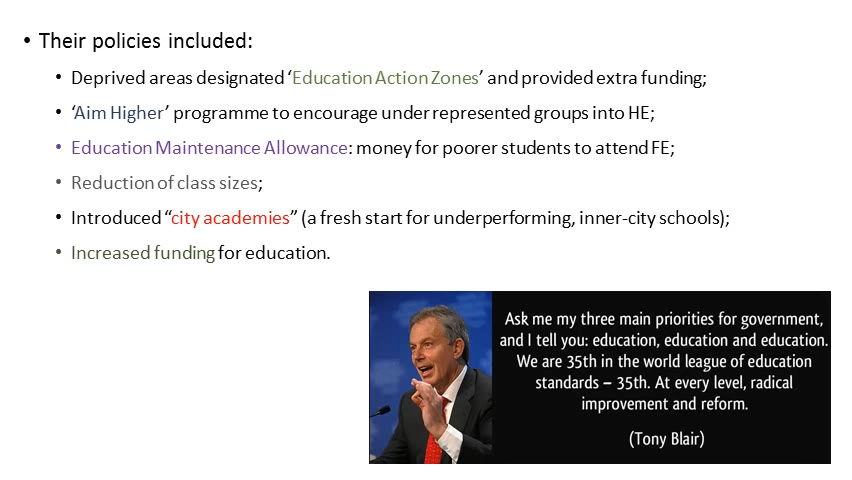 • Their policies included:
• Deprived areas designated ‘Education Action Zones’ and provided extra funding;
• ‘Aim Higher’ programme to encourage underrepresented groups into HE;
• Education Maintenance Allowance: money for poorer students to attend FE;
• Reduction of class sizes;
• Introduced “city academies” (a fresh start for underperforming, inner-city schools);
• Increased funding for education.
Ask me my three main priorities for government,
and I tell you: education, education and education.
We are 35th in the world league of education
standards – 35th. At every level, radical
improvement and reform.
(Tony Blair)